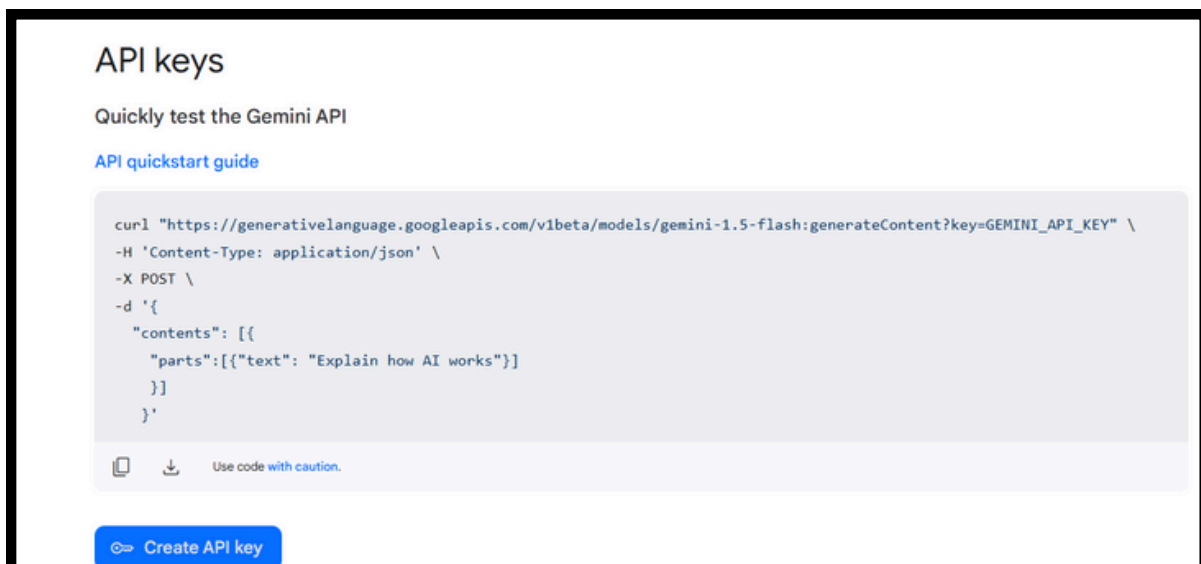 API keys
Quickly test the Gemini API
API quickstart guide
curl "https://generativelanguage.googleapis.com/v1beta/models/gemini-1.5-flash:generateContent?key=GEMINI_API_KEY" \
-H 'Content-Type: application/json' \
-X POST \
-d '{
"contents": [{
"parts":[{"text": "Explain how AI works"}]
}]
}'
Use code with caution.
Create API key